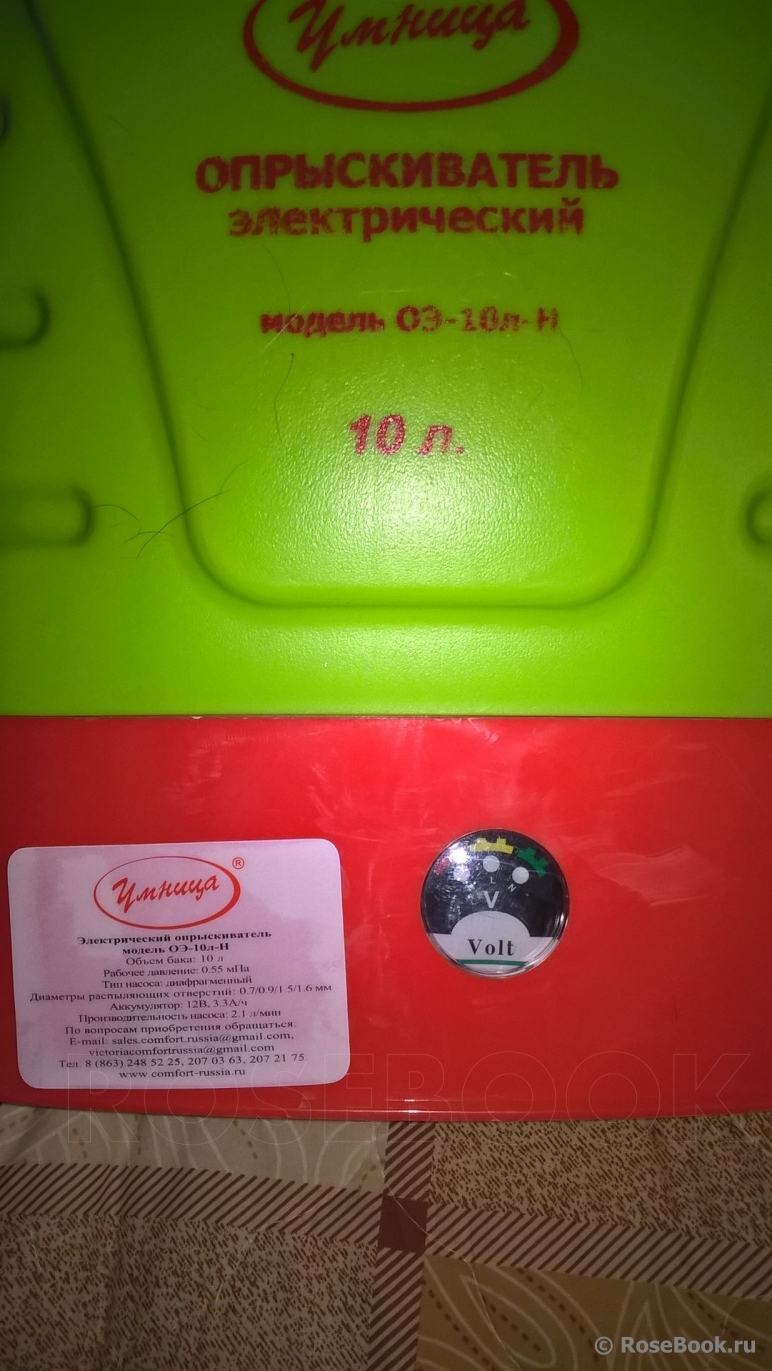 Умница
ОПРЫСКИВАТЕЛЬ
электрический
модель ОЭ-10л-Н
10 л.
Умница ®
Электрический опрыскиватель
модель ОЭ-10л-Н
Объем бака: 10 л
Рабочее давление: 0.55 мПа
Тип насоса: диафрагменный
Диаметры распыляющих отверстий: 0.7/0.9/1.5/1.6 мм
Аккумулятор: 12В, 3.3А/ч
Производительность насоса: 2.1 л/мин
По вопросам приобретения обращаться:
E-mail: sales.comfort.russia@gmail.com,
victoriacomfortrussia@gmail.com
Тел. 8 (863) 248 52 25, 207 03 63, 207 21 75
www.comfort-russia.ru
L N
V
Volt
ROSEBOOK
© RoseBook.ru